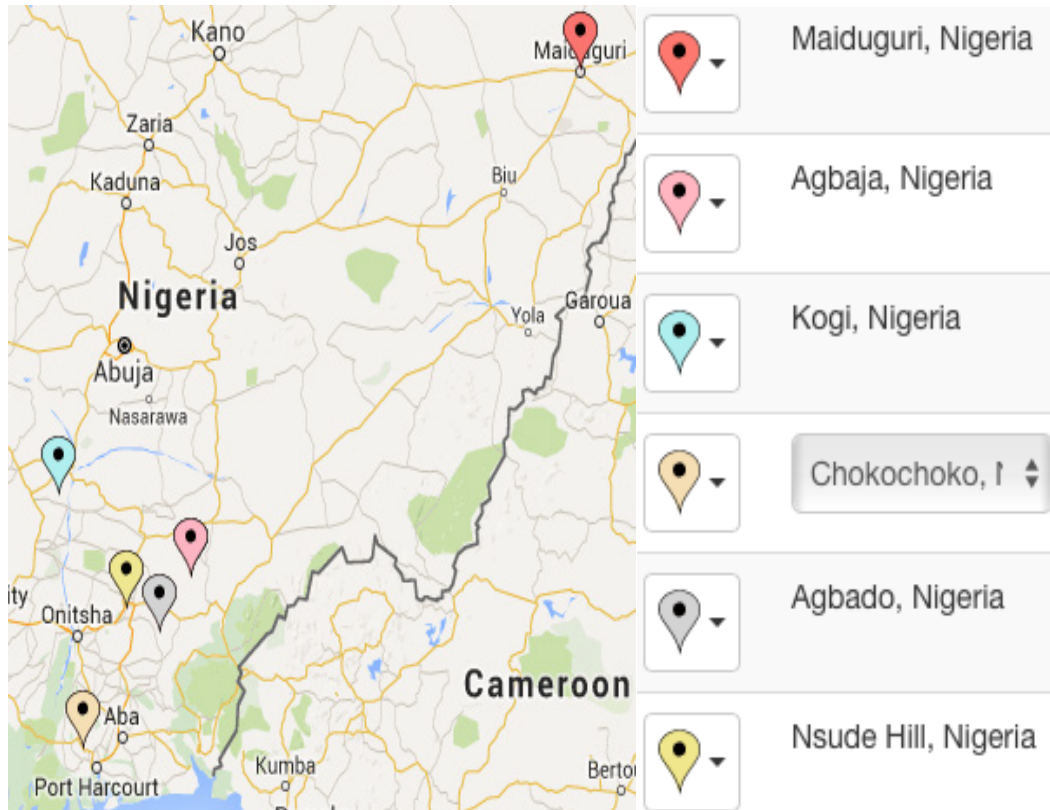 Kano
Maiduguri
Zaria
Kaduna
Biu
Jos
Nigeria
Garoua
Yola
Abuja
Nasarawa
ity
Onitsha
Cameroon
Aba
Kumba
Port Harcourt
Maiduguri, Nigeria
Agbaja, Nigeria
Kogi, Nigeria
Chokochoko,
Agbado, Nigeria
Nsude Hill, Nigeria